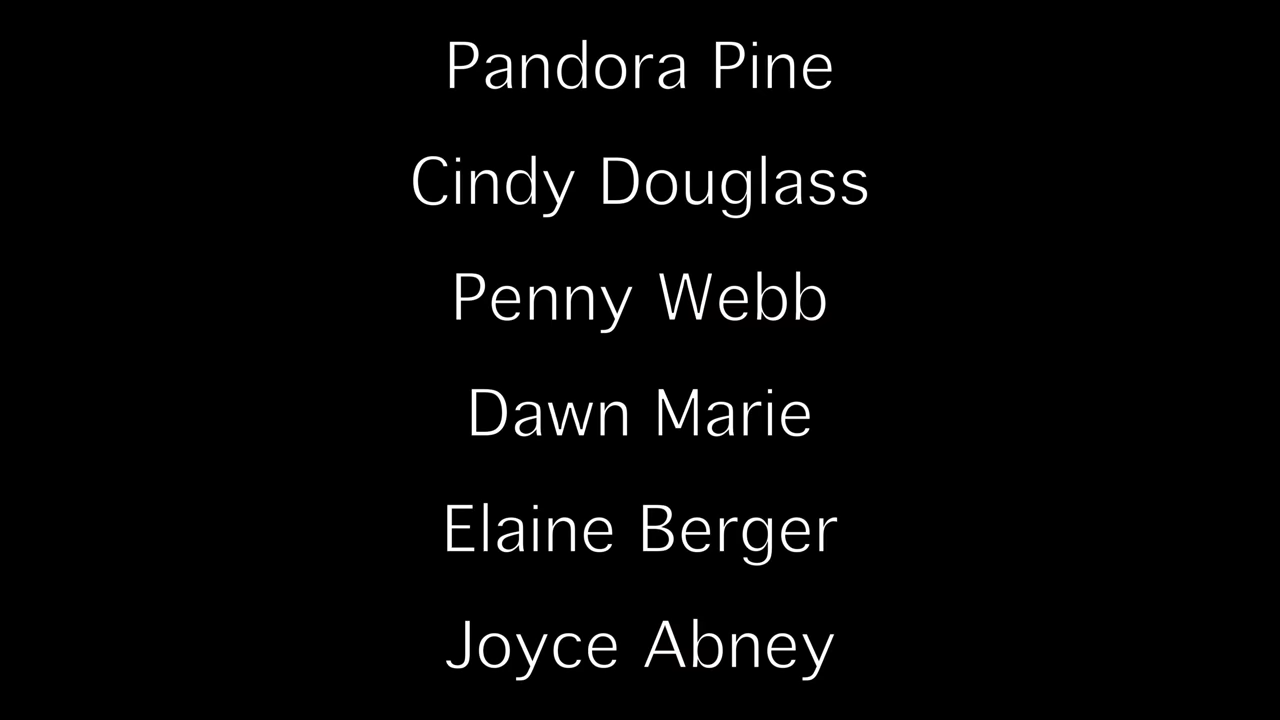 Pandora Pine
Cindy Douglass
Penny Webb
Dawn Marie
Elaine Berger
Joyce Abney